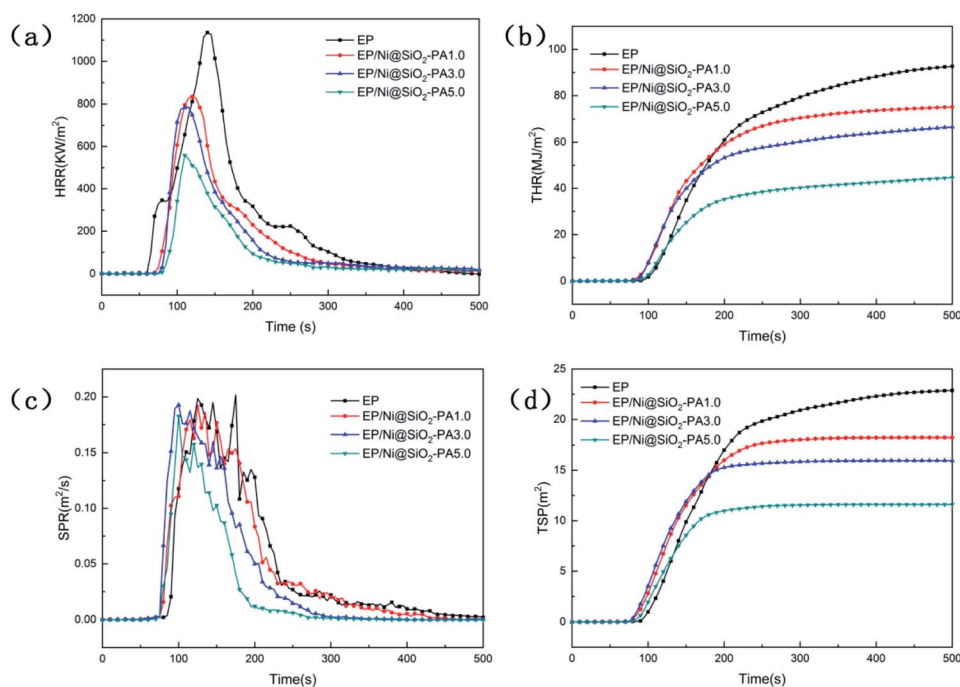 (a)
1200
1000
800
600
400
200
0
HRR(KW/m²)
EP
EP/Ni@SiO₂-PA1.0
EP/Ni@SiO₂-PA3.0
EP/Ni@SiO₂-PA5.0
0 100 200 300 400 500
Time (s)
(b)
100
80
60
40
20
0
THR(MJ/m²)
EP
EP/Ni@SiO₂-PA1.0
EP/Ni@SiO₂-PA3.0
EP/Ni@SiO₂-PA5.0
0 100 200 300 400 500
Time(s)
(c)
0.20
0.15
0.10
0.05
0.00
SPR(m²/s)
EP
EP/Ni@SiO₂-PA1.0
EP/Ni@SiO₂-PA3.0
EP/Ni@SiO₂-PA5.0
0 100 200 300 400 500
Time(s)
(d)
25
20
15
10
5
0
TSP(m²)
EP
EP/Ni@SiO₂-PA1.0
EP/Ni@SiO₂-PA3.0
EP/Ni@SiO₂-PA5.0
0 100 200 300 400 500
Time(s)